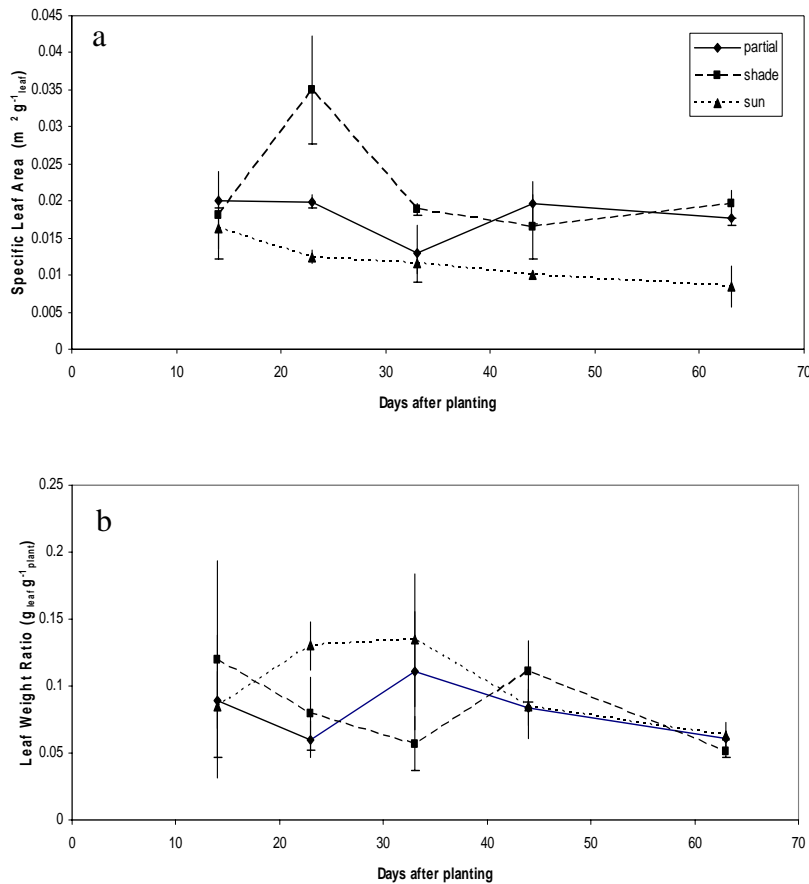 a
partial
shade
sun
Specific Leaf Area (m ² g⁻¹leaf)
0.045
0.04
0.035
0.03
0.025
0.02
0.015
0.01
0.005
0
0 10 20 30 40 50 60 70
Days after planting
b
Leaf Weight Ratio (g leaf g⁻¹ plant)
0.25
0.2
0.15
0.1
0.05
0
0 10 20 30 40 50 60 70
Days after planting